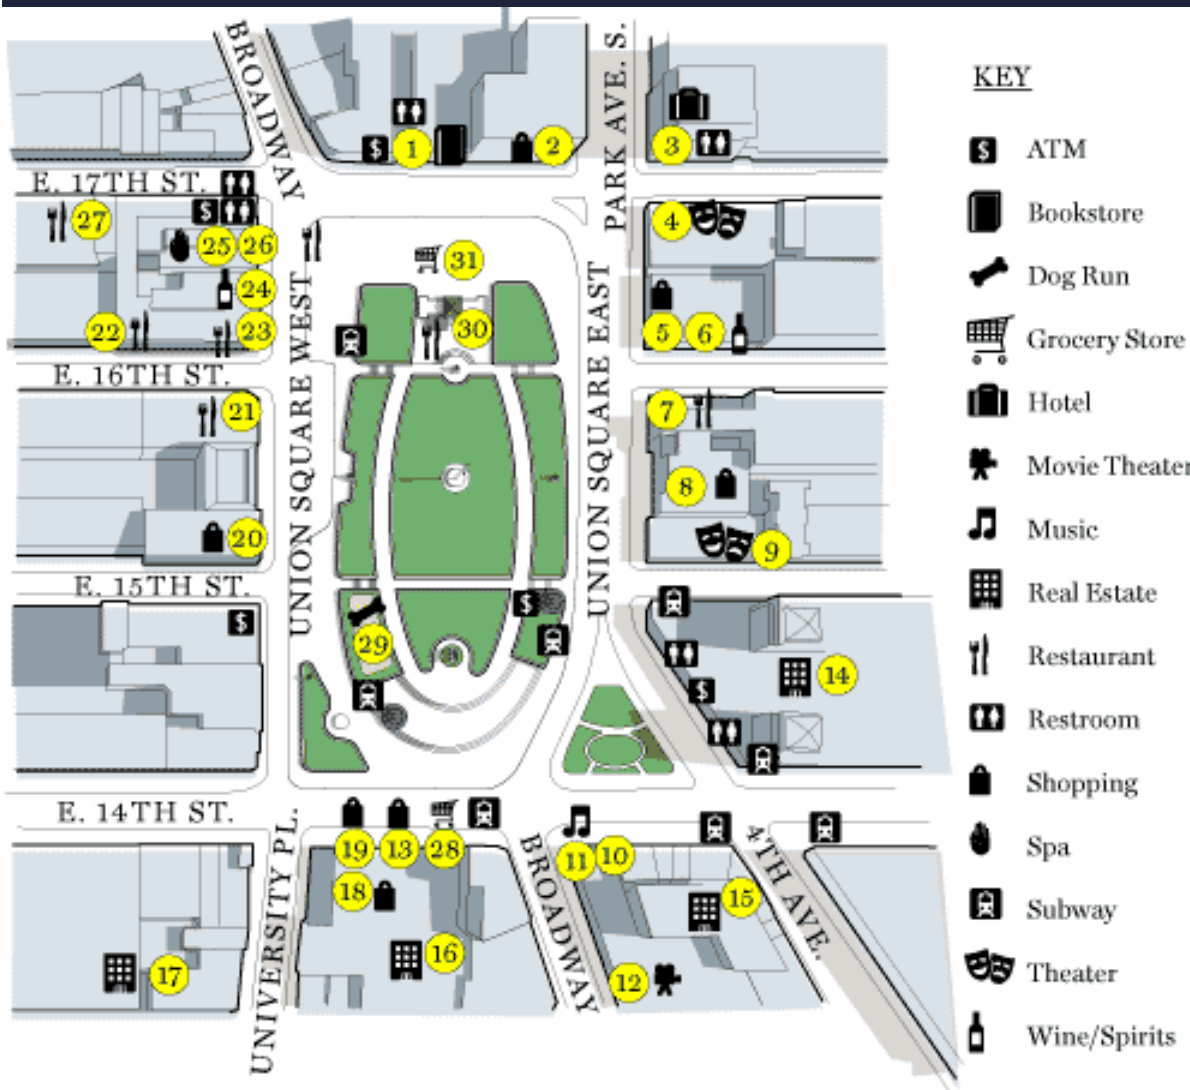 BROADWAY
PARK AVE. S.
KEY
$ ATM
Bookstore
Dog Run
Grocery Store
Hotel
Movie Theater
Music
Real Estate
Restaurant
Restroom
Shopping
Spa
Subway
Theater
Wine/Spirits
$ 1 2 3
E. 17TH ST.
27 $ 25 26 4
31
24
22 23 30 5 6
UNION SQUARE WEST
UNION SQUARE EAST
E. 16TH ST.
21 7
8
20 9
E. 15TH ST.
$ 29 $ 14
$
E. 14TH ST.
UNIVERSITY PL.
19 13 28 11 10
BROADWAY
4TH AVE.
18 15
16
17 12